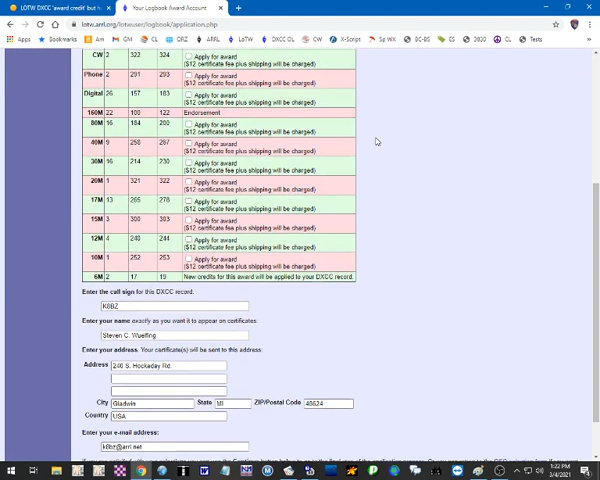 LOTW DXCC 'award credit' but h
Your Logbook Award Account
lotw.arrl.org/lotwuser/logbook/application.php
Apps
Bookmarks
Am. Radio
CC
QRZ
ARRL
LoTW
DXCC OL
CW
X-Script
Sp WX
BC-BS
ES
3830
CL
Tests
CW 2 322 324 Apply for award
($12 certificate fee plus shipping will be charged)
Phone 2 291 293 Apply for award
($12 certificate fee plus shipping will be charged)
Digital 26 157 183 Apply for award
($12 certificate fee plus shipping will be charged)
160M 22 100 122 Endorsement
80M 16 184 200 Apply for award
($12 certificate fee plus shipping will be charged)
40M 9 258 267 Apply for award
($12 certificate fee plus shipping will be charged)
30M 16 214 230 Apply for award
($12 certificate fee plus shipping will be charged)
20M 1 321 322 Apply for award
($12 certificate fee plus shipping will be charged)
17M 13 265 278 Apply for award
($12 certificate fee plus shipping will be charged)
15M 3 300 303 Apply for award
($12 certificate fee plus shipping will be charged)
12M 4 240 244 Apply for award
($12 certificate fee plus shipping will be charged)
10M 1 252 253 Apply for award
($12 certificate fee plus shipping will be charged)
6M 2 17 19 New credits for this award will be applied to your DXCC record.
Enter the call sign for this DXCC record:
K8BZ
Enter your name exactly as you want it to appear on certificates:
Steven C. Wuelfing
Enter your address. Your certificate(s) will be sent to this address:
Address 240 S. Hockaday Rd.
City Gladwin State MI ZIP/Postal Code 48624
Country USA
Enter your e-mail address:
k8bz@arrl.net
1:22 PM
3/4/2021